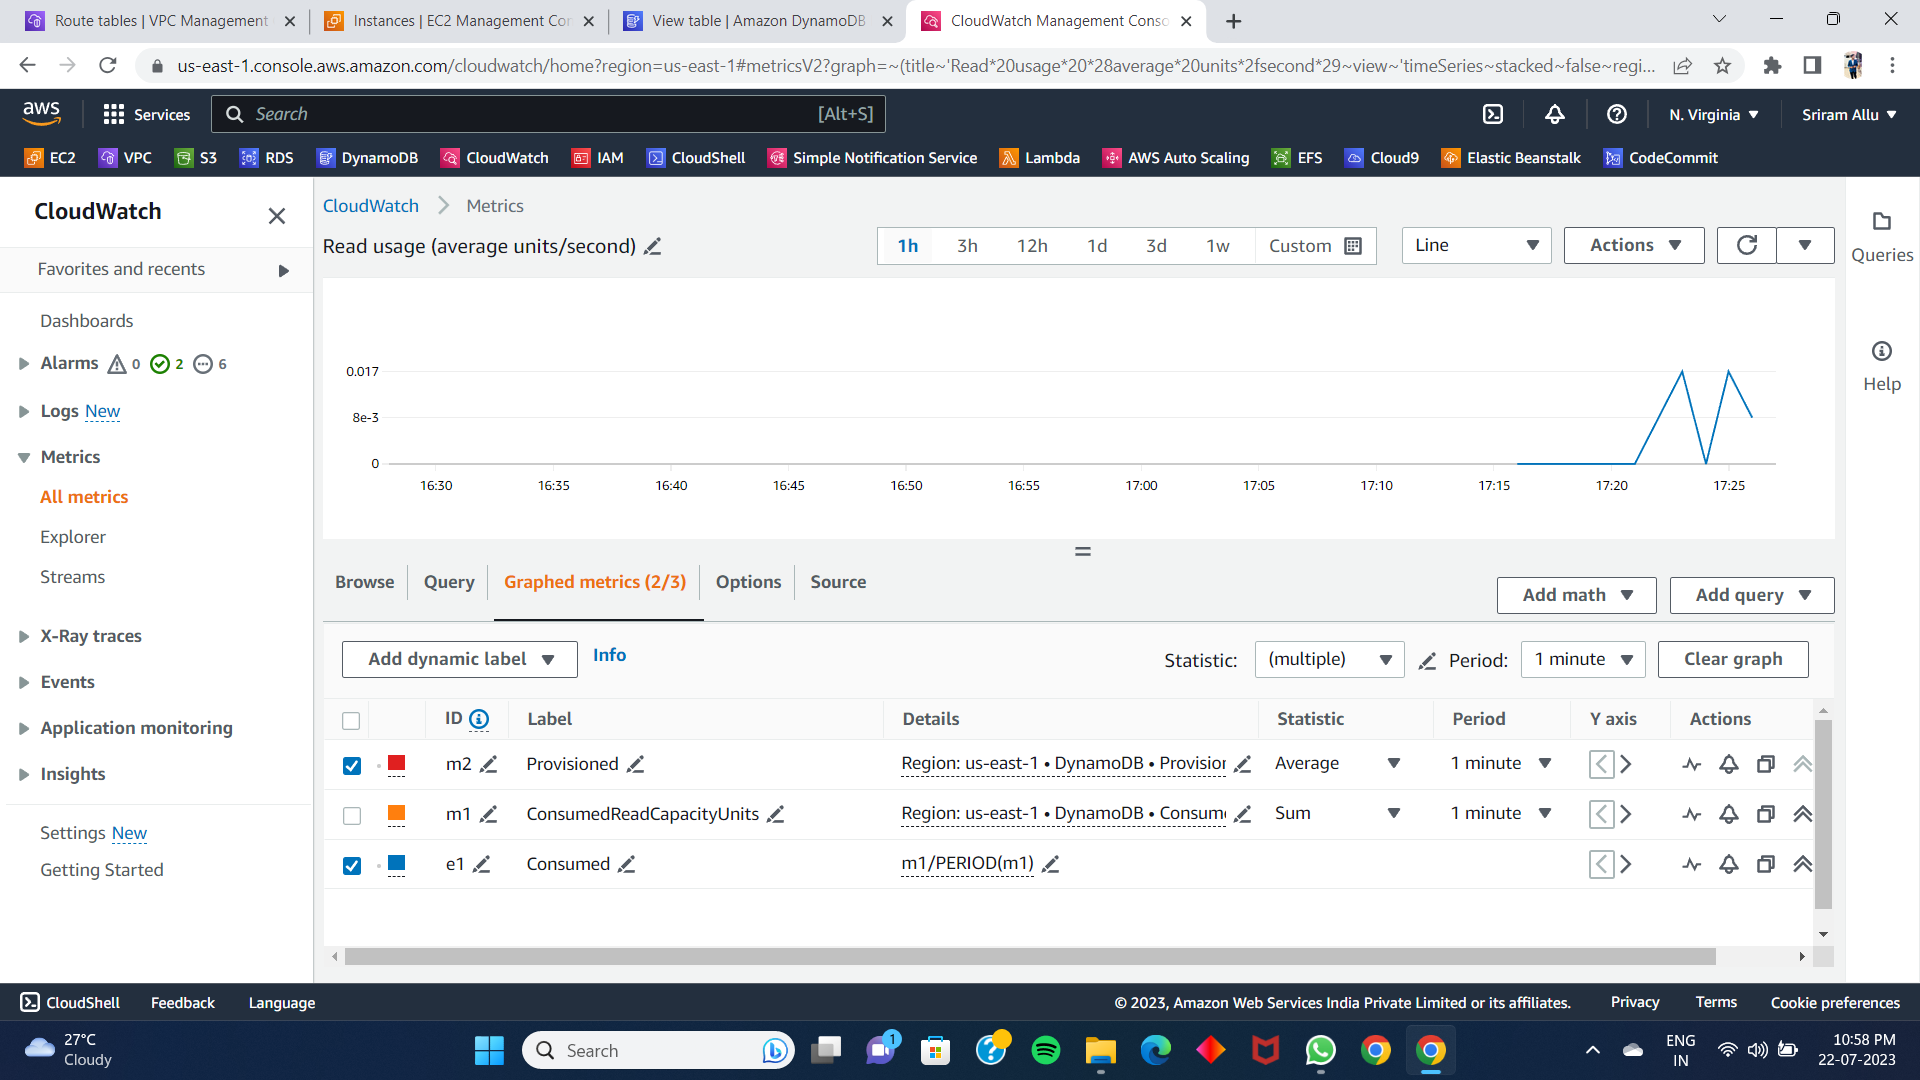 Route tables | VPC Management
Instances | EC2 Management Con
View table | Amazon DynamoDB
CloudWatch Management Conso
us-east-1.console.aws.amazon.com/cloudwatch/home?region=us-east-1#metricsV2?graph=~(title~'Read*20usage*20*28average*20units*2fsecond*29~view~'timeSeries~stacked~false~regi...
aws Services Search [Alt+S] N. Virginia Sriram Allu
EC2 VPC S3 RDS DynamoDB CloudWatch IAM CloudShell Simple Notification Service Lambda AWS Auto Scaling EFS Cloud9 Elastic Beanstalk CodeCommit
CloudWatch
Favorites and recents
Dashboards
Alarms 0 2 6
Logs New
Metrics
All metrics
Explorer
Streams
X-Ray traces
Events
Application monitoring
Insights
Settings New
Getting Started
CloudWatch Metrics
Read usage (average units/second)
1h 3h 12h 1d 3d 1w Custom Line Actions
Queries
Help
0.017
8e-3
0
16:30 16:35 16:40 16:45 16:50 16:55 17:00 17:05 17:10 17:15 17:20 17:25
Browse Query Graphed metrics (2/3) Options Source
Add math Add query
Add dynamic label Info Statistic: (multiple) Period: 1 minute Clear graph
ID Label Details Statistic Period Y axis Actions
m2 Provisioned Region: us-east-1 • DynamoDB • Provision Average 1 minute
m1 ConsumedReadCapacityUnits Region: us-east-1 • DynamoDB • Consume Sum 1 minute
e1 Consumed m1/PERIOD(m1)
CloudShell Feedback Language © 2023, Amazon Web Services India Private Limited or its affiliates. Privacy Terms Cookie preferences
27°C
Cloudy
Search
1
ENG
IN
10:58 PM
22-07-2023